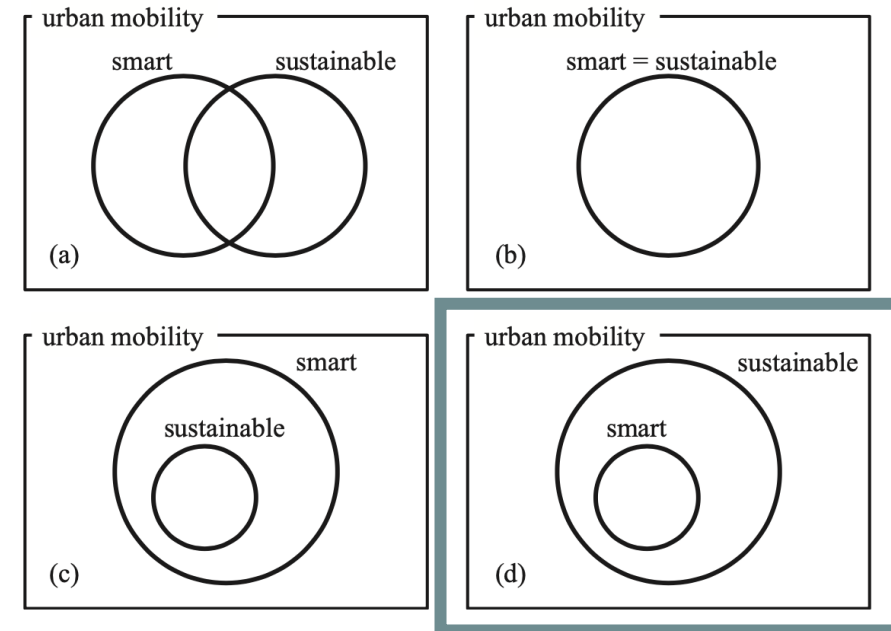 urban mobility
smart sustainable
(a)
urban mobility
smart = sustainable
(b)
urban mobility
smart
sustainable
(c)
urban mobility
sustainable
smart
(d)